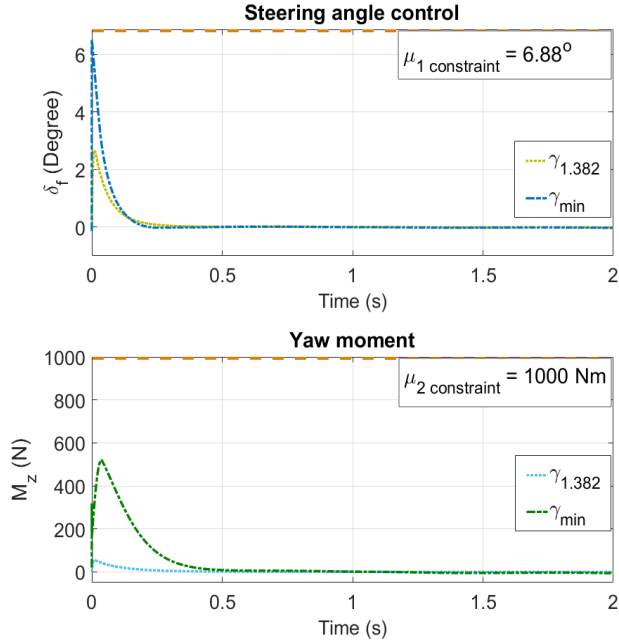 Steering angle control
μ1 constraint = 6.88o
6
4
2
0
δf (Degree)
γ1.382
γmin
0
0.5
1
1.5
2
Time (s)
Yaw moment
1000
800
600
400
200
0
Mz (N)
μ2 constraint = 1000 Nm
γ1.382
γmin
0
0.5
1
1.5
2
Time (s)